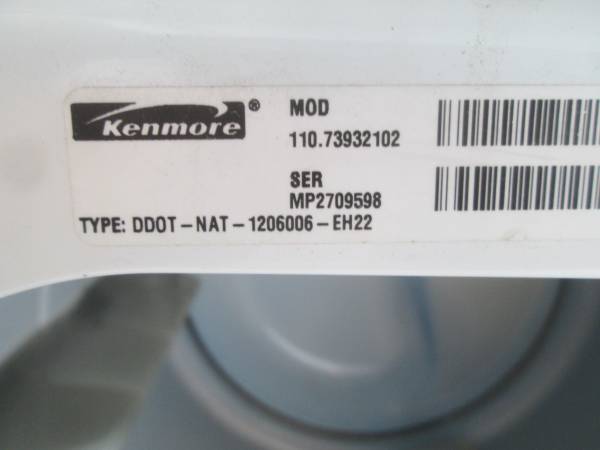 Kenmore® MOD
110.73932102
SER
MP2709598
TYPE: DDOT-NAT-1206006-EH22